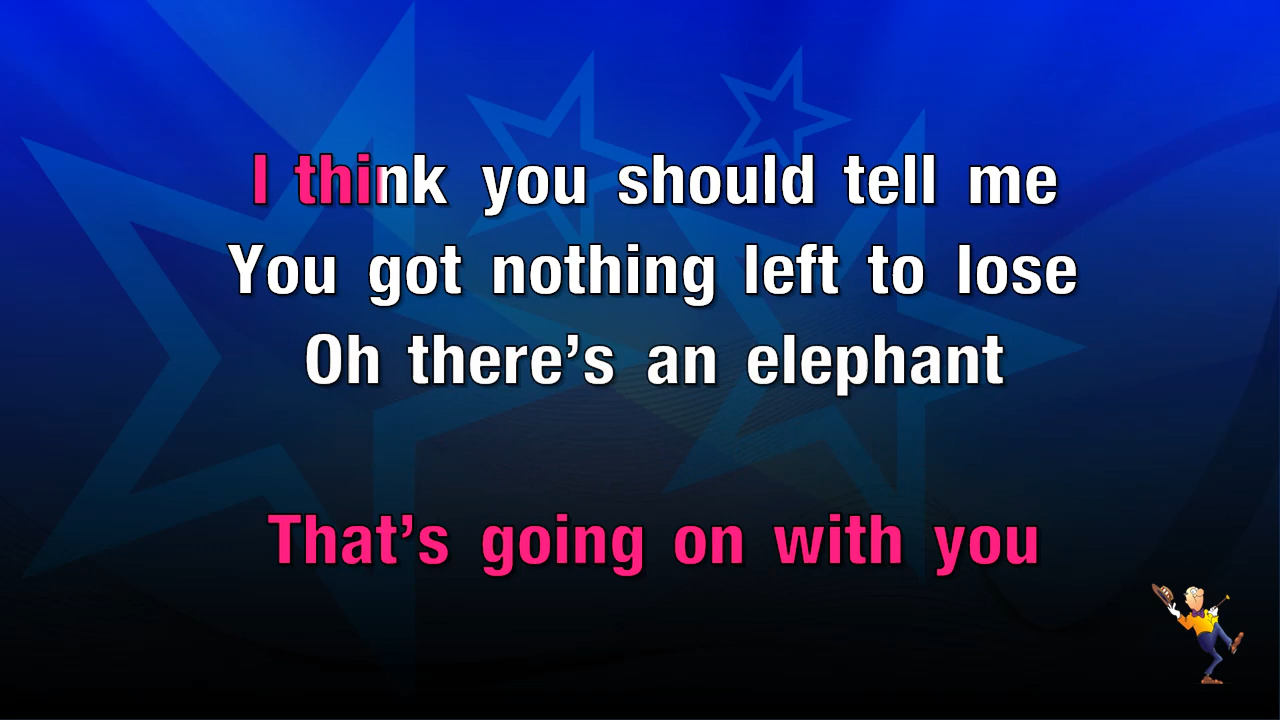 I think you should tell me
You got nothing left to lose
Oh there’s an elephant
That’s going on with you